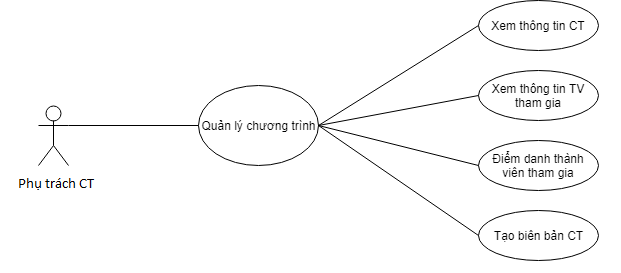 Xem thông tin CT
Xem thông tin TV
tham gia
Quản lý chương trình
Điểm danh thành
viên tham gia
Phụ trách CT
Tạo biên bản CT